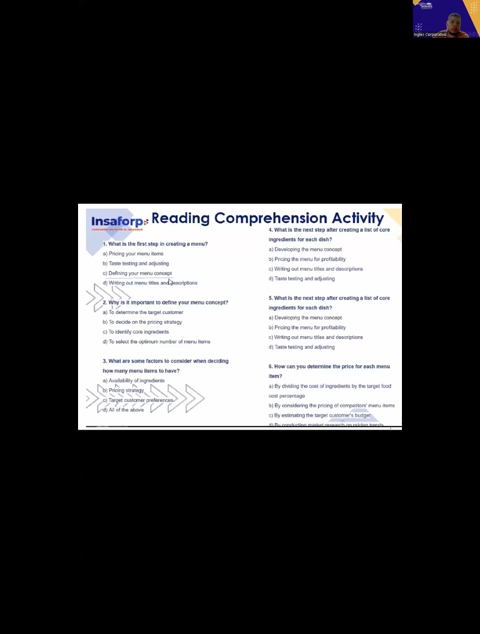 Ingles Corporativo
Insaforp
Reading Comprehension Activity
1. What is the first step in creating a menu?
a) Pricing your menu items
b) Taste testing and adjusting
c) Defining your menu concept
d) Writing out menu titles and descriptions
2. Why is it important to define your menu concept?
a) To determine the target customer
b) To decide on the pricing strategy
c) To identify core ingredients
d) To select the optimum number of menu items
3. What are some factors to consider when deciding
how many menu items to have?
a) Availability of ingredients
b) Pricing strategy
c) Target customer preferences
d) All of the above
4. What is the next step after creating a list of core
ingredients for each dish?
a) Developing the menu concept
b) Pricing the menu for profitability
c) Writing out menu titles and descriptions
d) Taste testing and adjusting
5. What is the next step after creating a list of core
ingredients for each dish?
a) Developing the menu concept
b) Pricing the menu for profitability
c) Writing out menu titles and descriptions
d) Taste testing and adjusting
6. How can you determine the price for each menu
item?
a) By dividing the cost of ingredients by the target food
cost percentage
b) By considering the pricing of competitors' menu items
c) By estimating the target customer's budget
d) By conducting market research on pricing trends